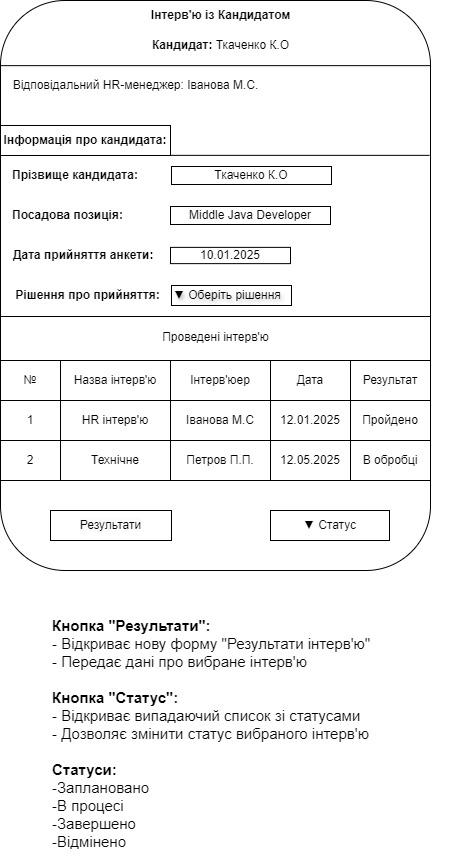 Інтерв'ю із Кандидатом
Кандидат: Ткаченко К.О
Відповідальний HR-менеджер: Іванова М.С.
Інформація про кандидата:
Прізвище кандидата: Ткаченко К.О
Посадова позиція: Middle Java Developer
Дата прийняття анкети: 10.01.2025
Рішення про прийняття: ▼ Оберіть рішення
Проведені інтерв'ю
№ Назва інтерв'ю Інтерв'юер Дата Результат
1 HR інтерв'ю Іванова М.С 12.01.2025 Пройдено
2 Технічне Петров П.П. 12.05.2025 В обробці
Результати ▼ Статус
Кнопка "Результати":
- Відкриває нову форму "Результати інтерв'ю"
- Передає дані про вибране інтерв'ю
Кнопка "Статус":
- Відкриває випадаючий список зі статусами
- Дозволяє змінити статус вибраного інтерв'ю
Статуси:
-Заплановано
-В процесі
-Завершено
-Відмінено